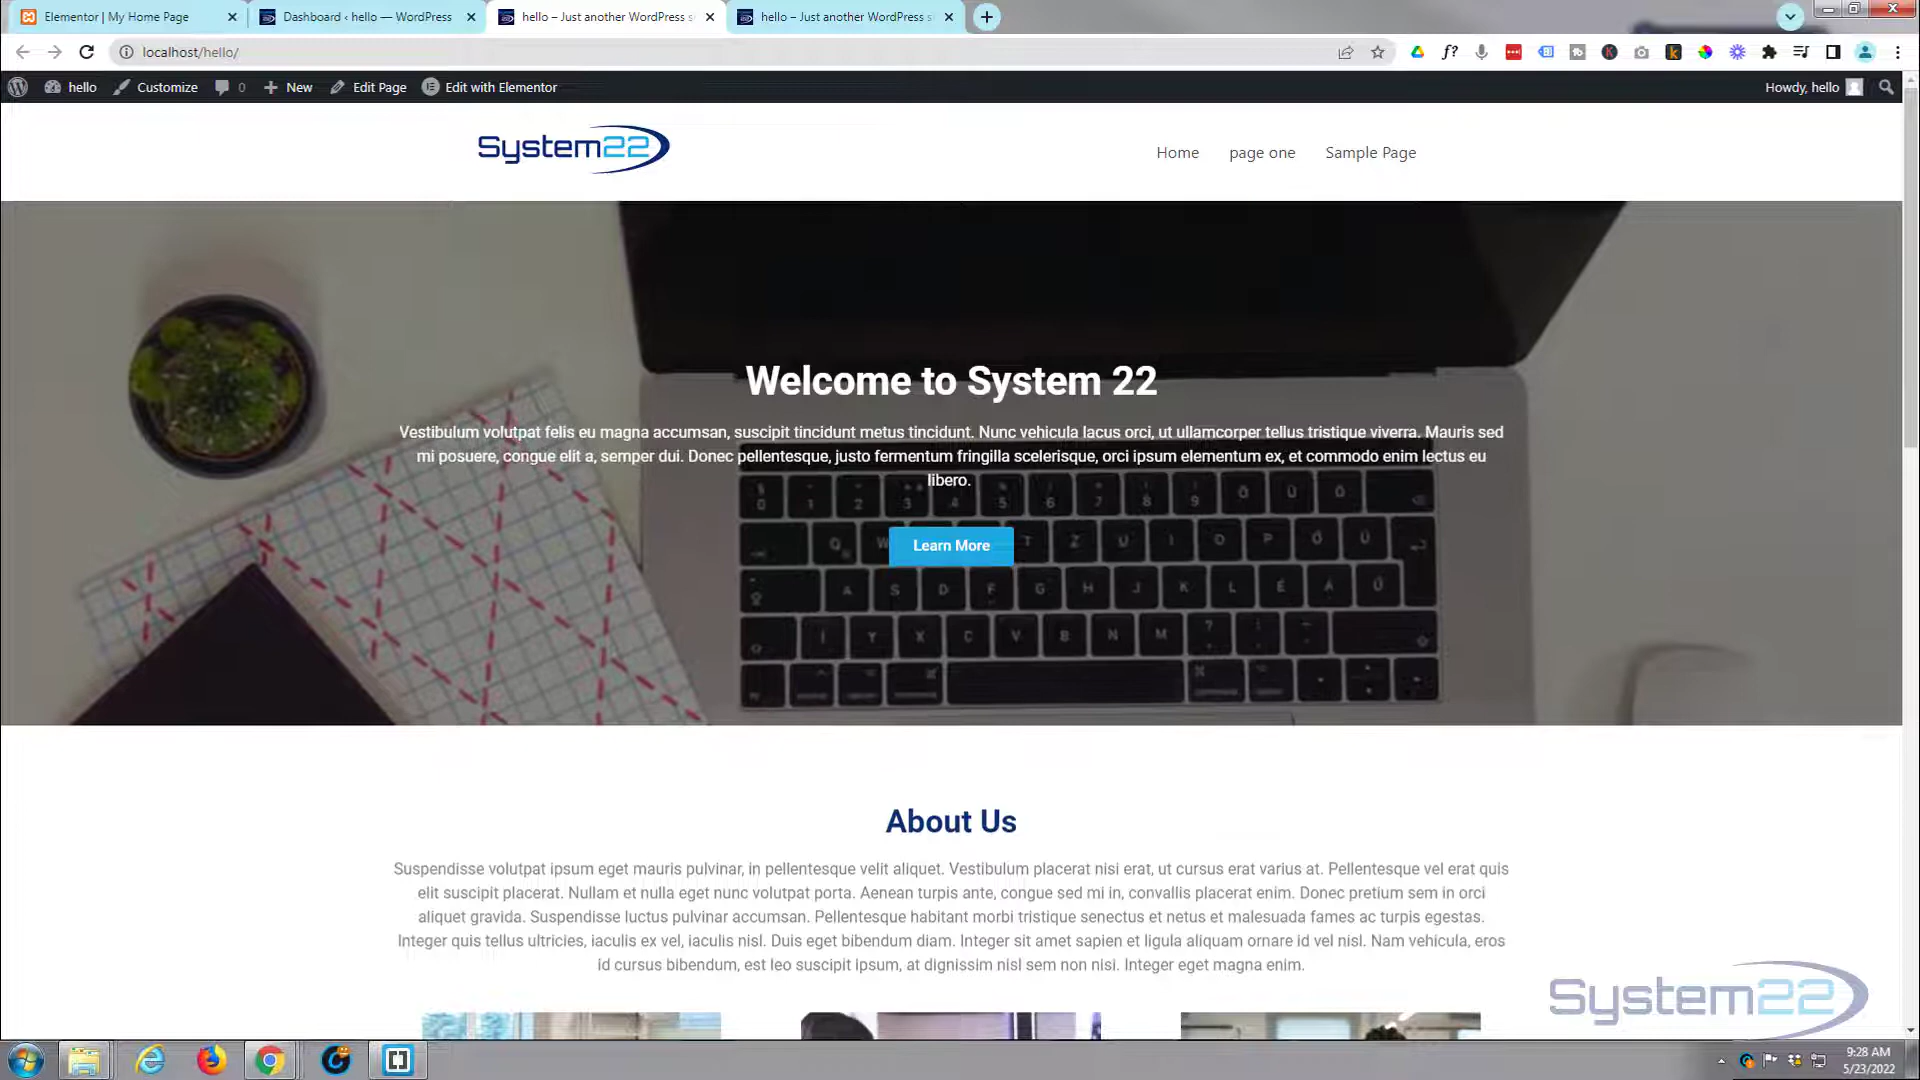 Elementor | My Home Page
Dashboard ‹ hello — WordPress
hello – Just another WordPress s
hello – Just another WordPress s
localhost/hello/
hello
Customize
0
New
Edit Page
Edit with Elementor
Howdy, hello
System22
Home
page one
Sample Page
Welcome to System 22
Vestibulum volutpat felis eu magna accumsan, suscipit tincidunt metus tincidunt. Nunc vehicula lacus orci, ut ullamcorper tellus tristique viverra. Mauris sed
mi posuere, congue elit a, semper dui. Donec pellentesque, justo fermentum fringilla scelerisque, orci ipsum elementum ex, et commodo enim lectus eu
libero.
Learn More
About Us
Suspendisse volutpat ipsum eget mauris pulvinar, in pellentesque velit aliquet. Vestibulum placerat nisi erat, ut cursus erat varius at. Pellentesque vel erat quis
elit suscipit placerat. Nullam et nulla eget nunc volutpat porta. Aenean turpis ante, congue sed mi in, convallis placerat enim. Donec pretium sem in orci
aliquet gravida. Suspendisse luctus pulvinar accumsan. Pellentesque habitant morbi tristique senectus et netus et malesuada fames ac turpis egestas.
Integer quis tellus ultricies, iaculis ex vel, iaculis nisl. Duis eget bibendum diam. Integer sit amet sapien et ligula aliquam ornare id vel nisl. Nam vehicula, eros
id cursus bibendum, est leo suscipit ipsum, at dignissim nisl sem non nisi. Integer eget magna enim.
System22
9:28 AM
5/23/2022